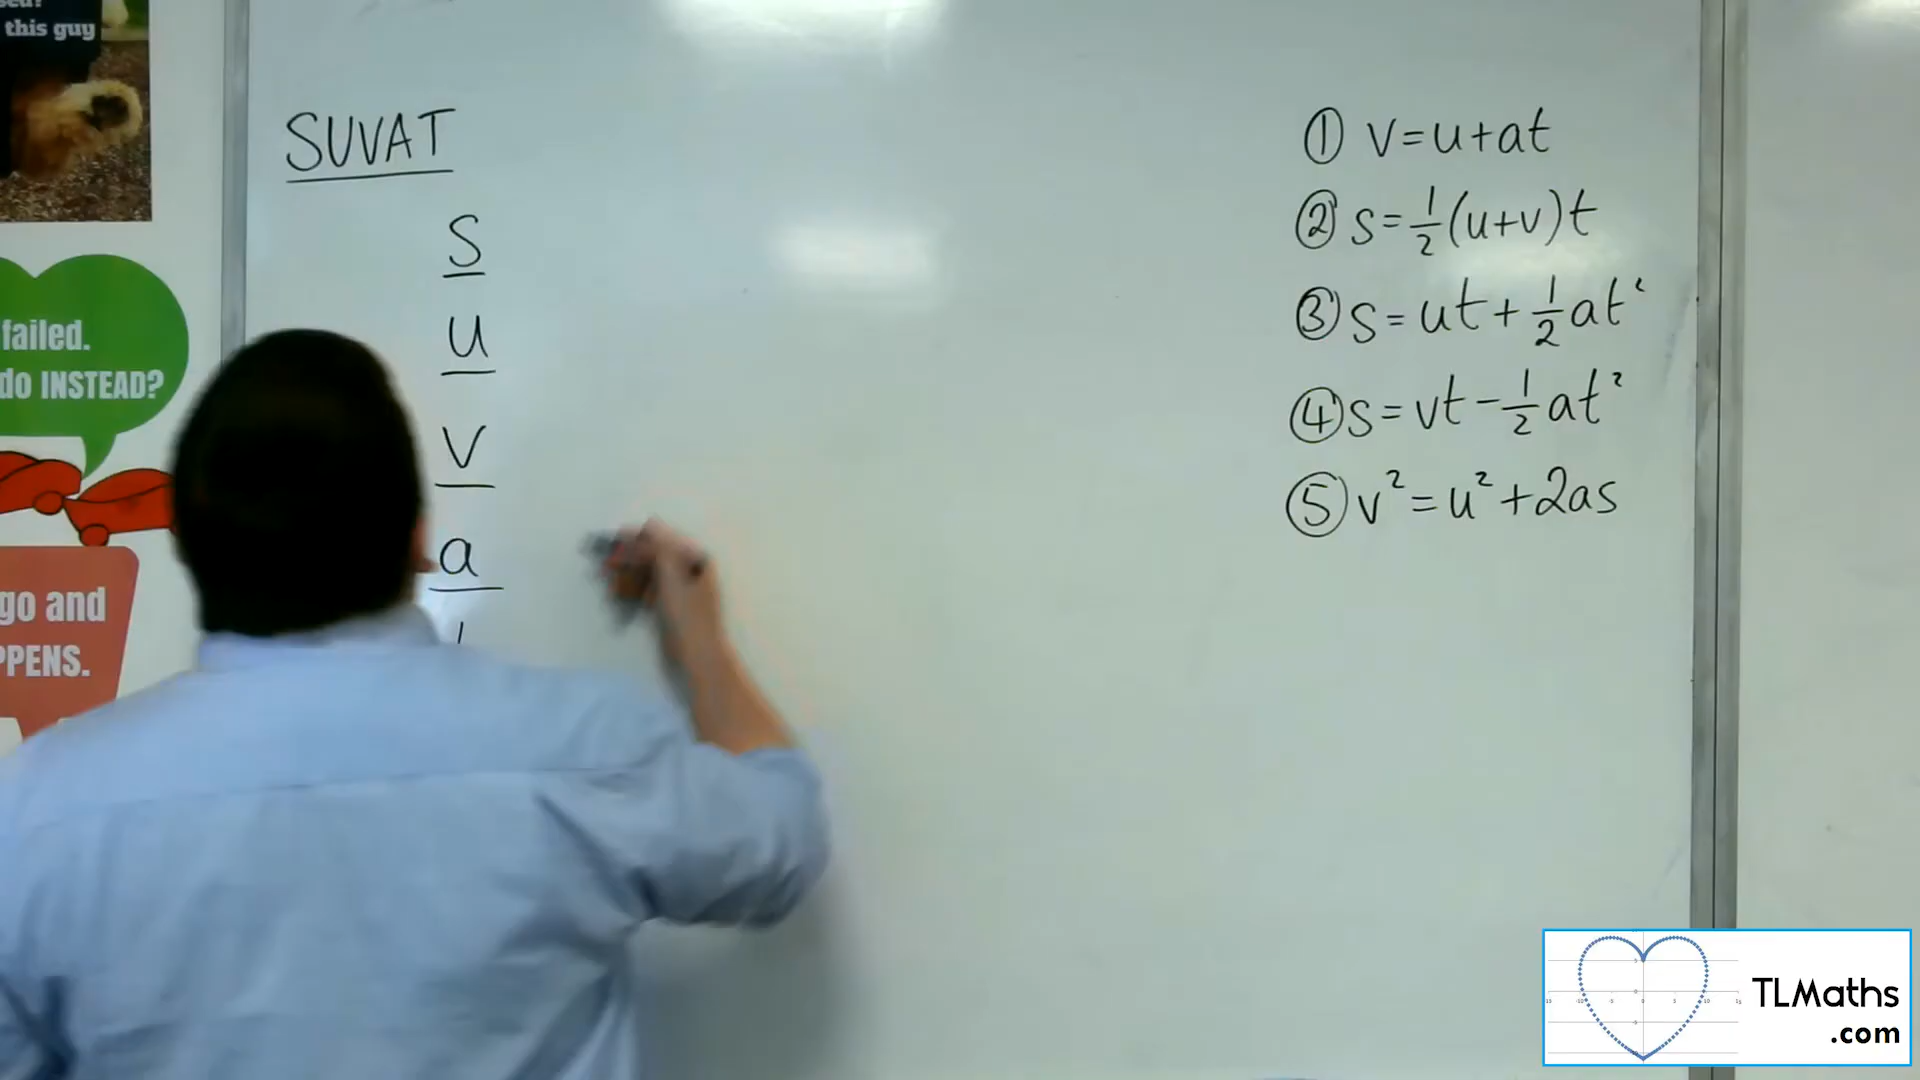 this guy
SUVAT
s
u
v
a
① v=u+at
② s=½(u+v)t
③ s=ut+½at²
④ s=vt-½at²
⑤ v²=u²+2as
failed.
do INSTEAD?
go and
PPENS.
TLMaths
.com